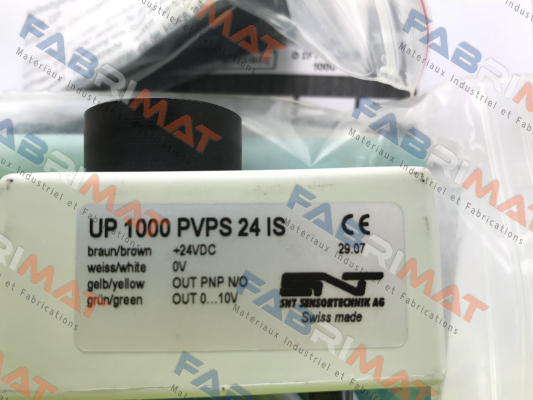 FABRIMAT
Matériaux Industriel et Fabrications
1000
UP 1000 PVPS 24 IS CE
braun/brown +24VDC 29.07
weiss/white 0V
gelb/yellow OUT PNP N/O
grün/green OUT 0...10V
SNT
SNT SENSORTECHNIK AG
Swiss made